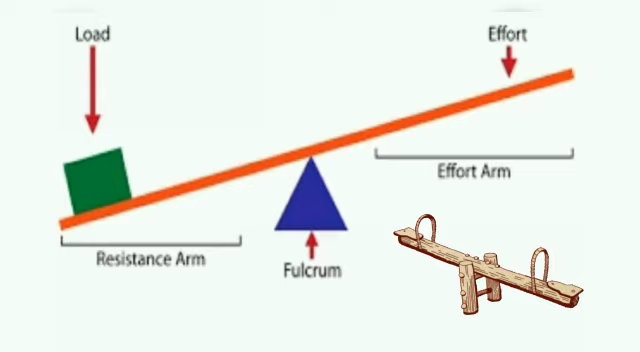 Load
Effort
Effort Arm
Resistance Arm
Fulcrum